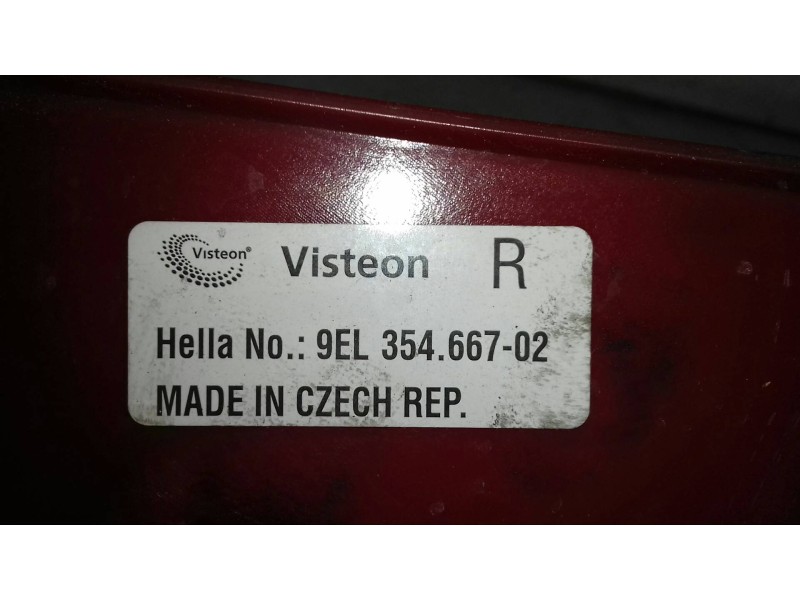 Visteon® Visteon R
Hella No.: 9EL 354.667-02
MADE IN CZECH REP.